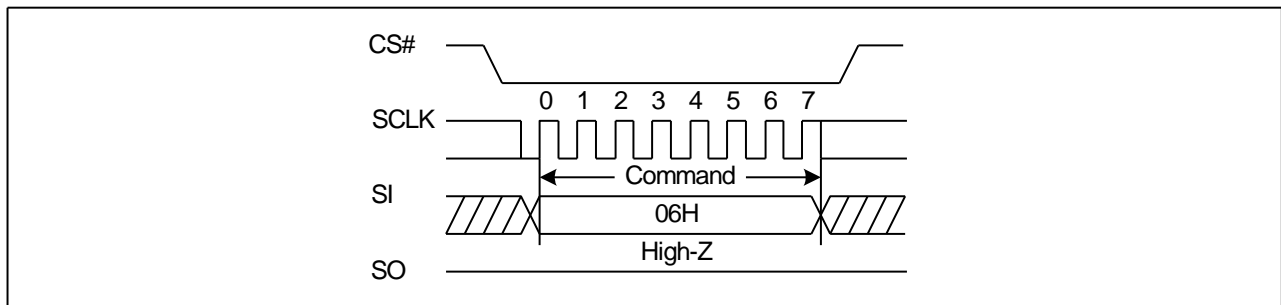 CS#
0 1 2 3 4 5 6 7
SCLK
Command
SI
06H
High-Z
SO